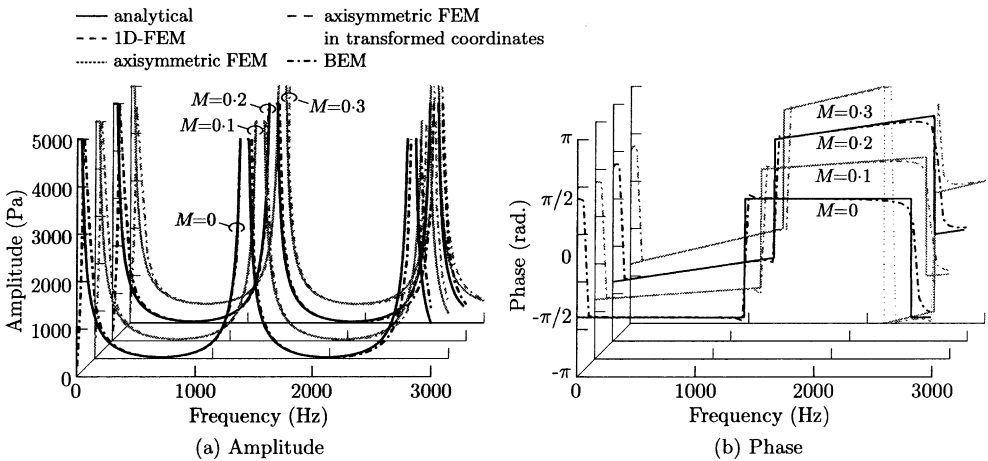 analytical
1D-FEM
axisymmetric FEM
axisymmetric FEM
in transformed coordinates
BEM
M=0·2
M=0·3
M=0·1
M=0
5000
4000
3000
2000
1000
0
Amplitude (Pa)
0 1000 2000 3000
Frequency (Hz)
(a) Amplitude
M=0·3
M=0·2
M=0·1
M=0
π
π/2
0
-π/2
-π
Phase (rad.)
0 1000 2000 3000
Frequency (Hz)
(b) Phase